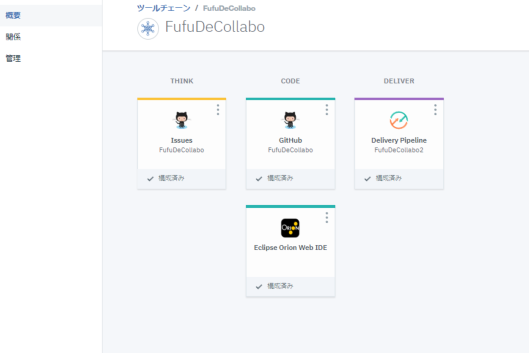 概要
関係
管理
ツールチェーン / FufuDeCollabo
FufuDeCollabo
THINK
CODE
DELIVER
Issues
FufuDeCollabo
構成済み
GitHub
FufuDeCollabo
構成済み
Delivery Pipeline
FufuDeCollabo2
構成済み
ORION
Eclipse Orion Web IDE
構成済み